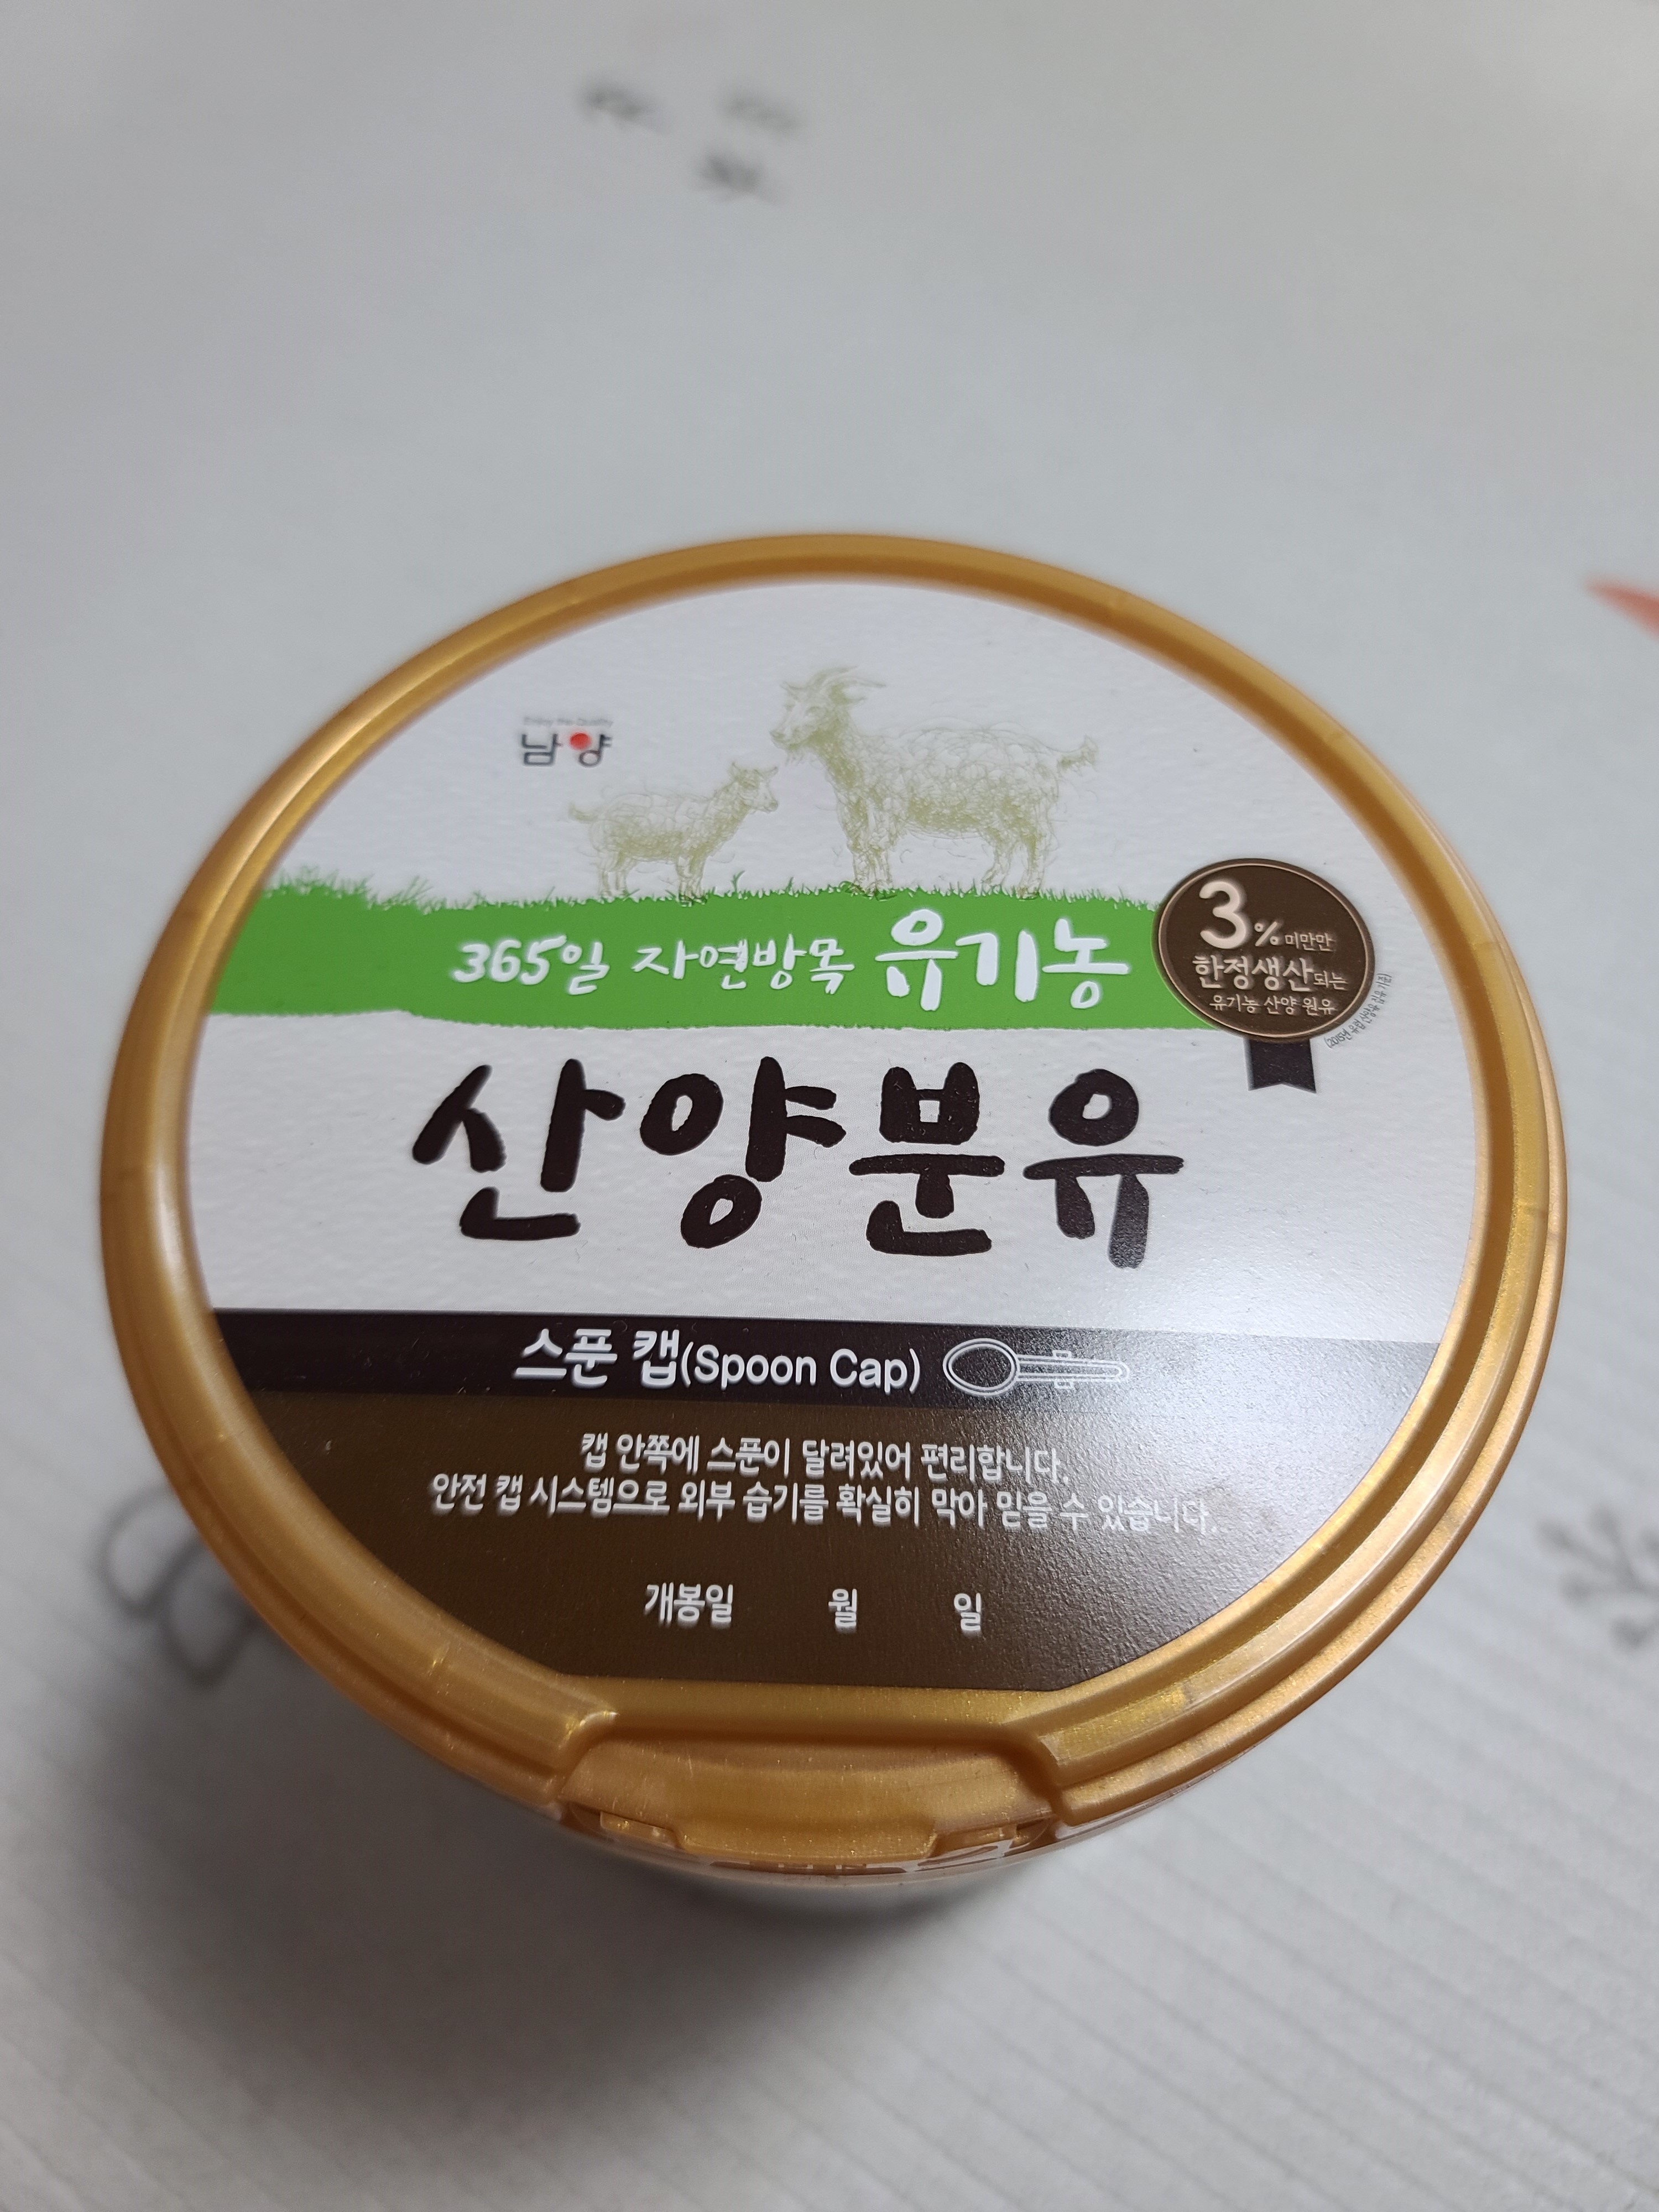 Enjoy the Quality
남양
365일 자연방목 유기농
3% 미만만
한정생산되는
유기농 산양 원유
산양분유
스푼 캡(Spoon Cap)
캡 안쪽에 스푼이 달려있어 편리합니다.
안전 캡 시스템으로 외부 습기를 확실히 막아 믿을 수 있습니다.
개봉일 월 일